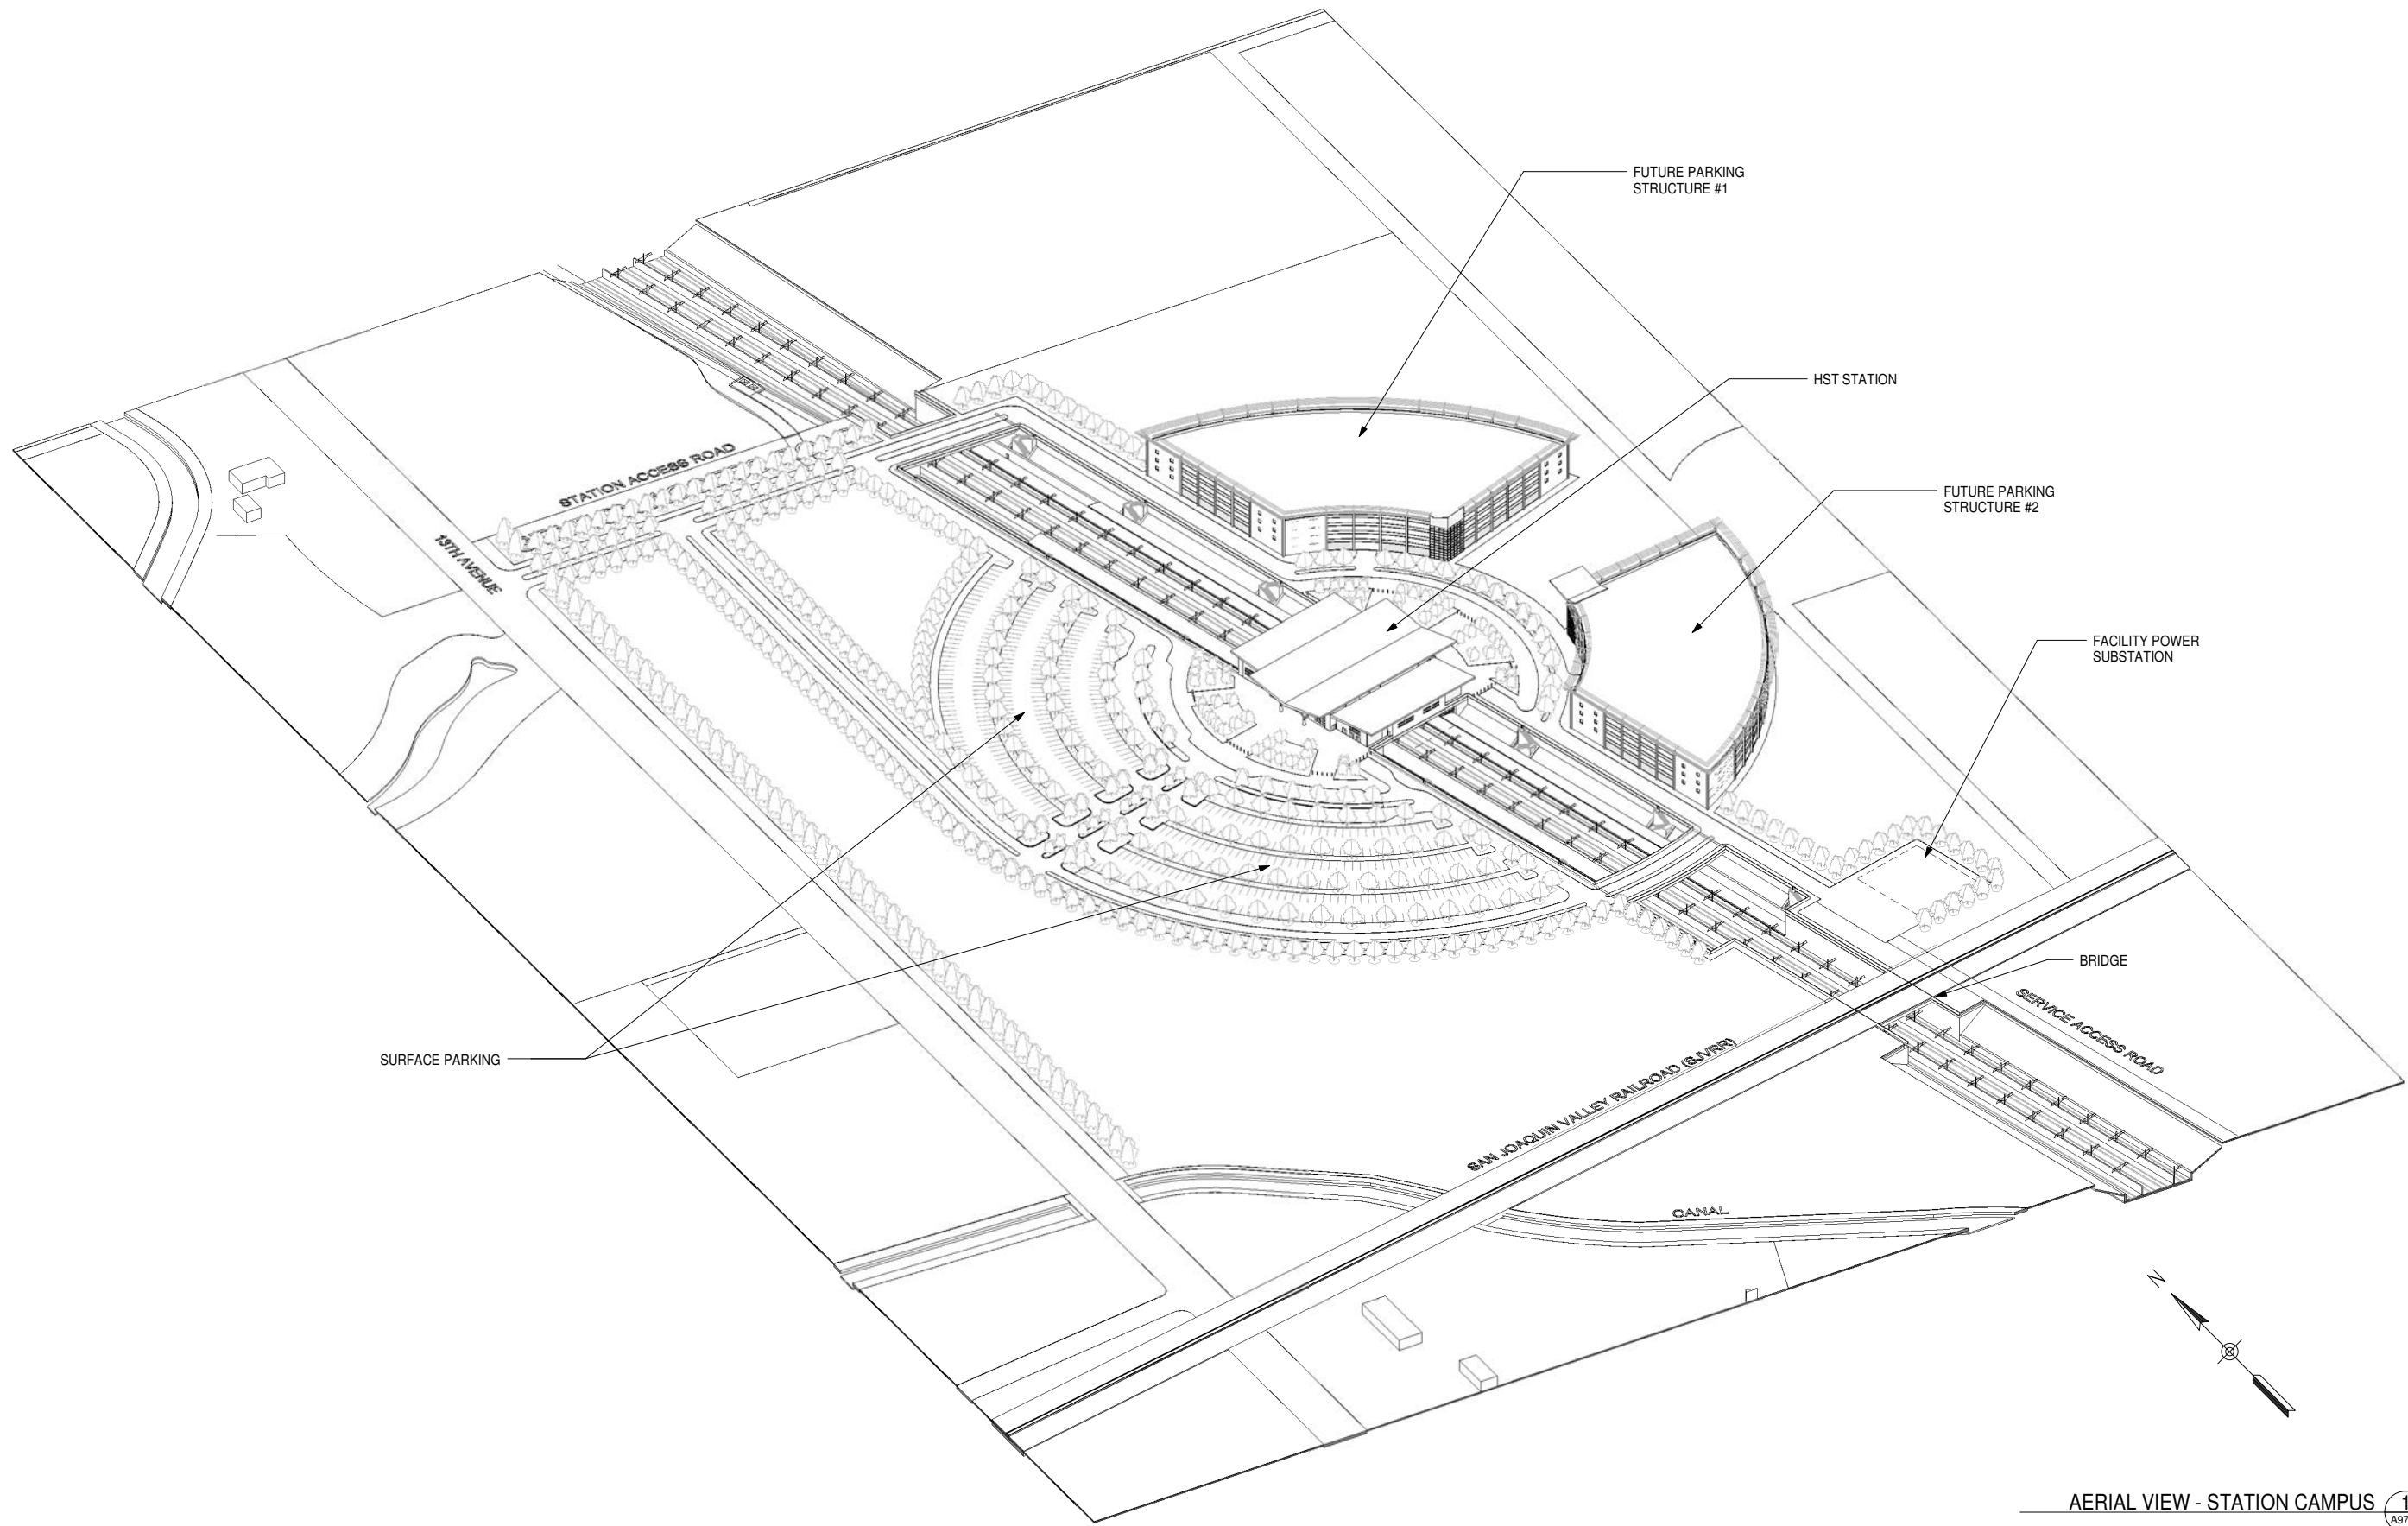 FUTURE PARKING
STRUCTURE #1
HST STATION
STATION ACCESS ROAD
FUTURE PARKING
STRUCTURE #2
13TH AVENUE
FACILITY POWER
SUBSTATION
BRIDGE
SERVICE ACCESS ROAD
SURFACE PARKING
SAN JOAQUIN VALLEY RAILROAD (SJVRR)
CANAL
N
AERIAL VIEW - STATION CAMPUS 1